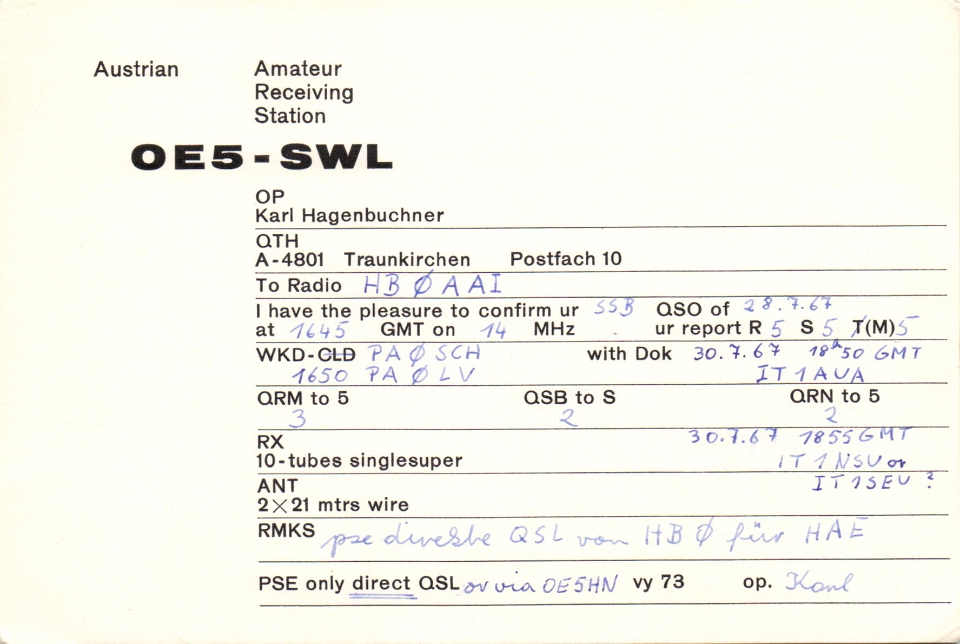 Austrian Amateur
Receiving
Station
OE5-SWL
OP
Karl Hagenbuchner
QTH
A-4801 Traunkirchen Postfach 10
To Radio HBØAAI
I have the pleasure to confirm ur SSB QSO of 28.7.67
at 1645 GMT on 14 MHz ur report R 5 S 5 T(M) 5
WKD-CLD PAØSCH with Dok 30.7.67 18h50 GMT
1650 PAØLV IT1AUA
QRM to 5 QSB to S QRN to 5
3 2 2
RX 30.7.67 1855 GMT
10-tubes singlesuper IT1NSU or
ANT IT1SEU ?
2×21 mtrs wire
RMKS pse direkte QSL von HBØ für HAE
PSE only direct QSL or via OE5HN vy 73 op. Karl